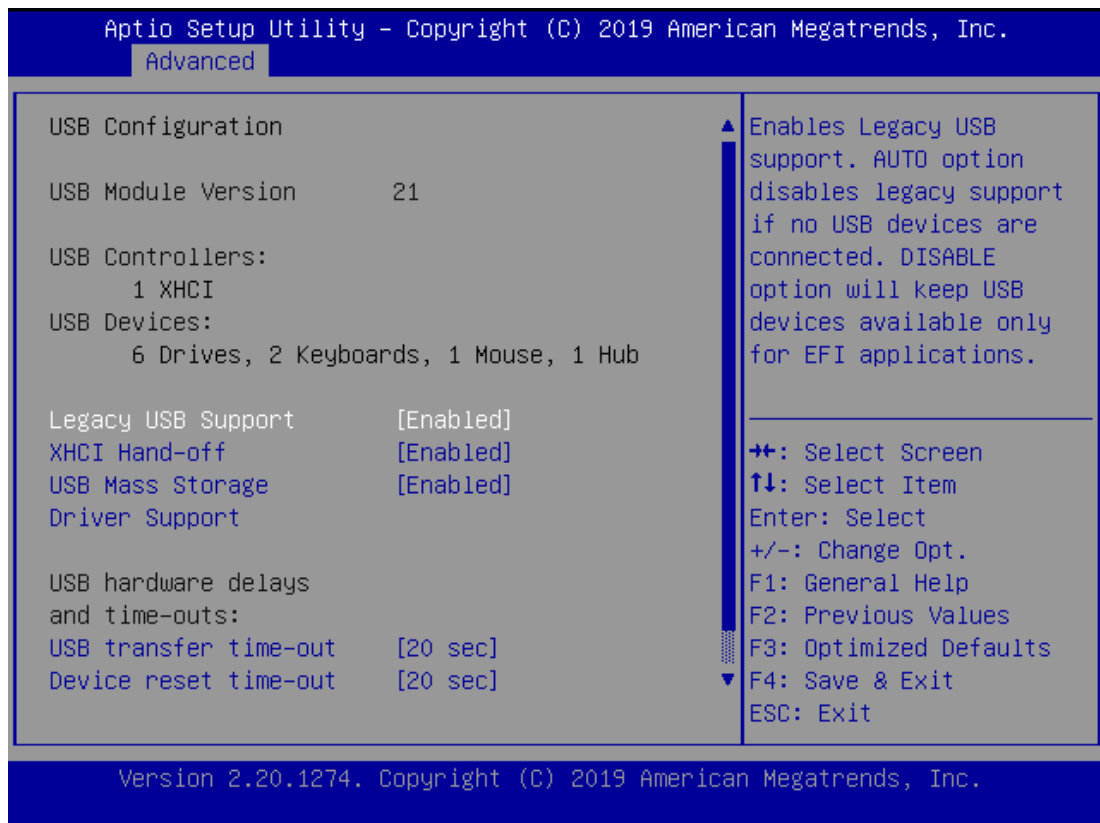 Aptio Setup Utility – Copyright (C) 2019 American Megatrends, Inc.
Advanced
USB Configuration
USB Module Version 21
USB Controllers:
1 XHCI
USB Devices:
6 Drives, 2 Keyboards, 1 Mouse, 1 Hub
Legacy USB Support [Enabled]
XHCI Hand-off [Enabled]
USB Mass Storage [Enabled]
Driver Support
USB hardware delays
and time-outs:
USB transfer time-out [20 sec]
Device reset time-out [20 sec]
Enables Legacy USB
support. AUTO option
disables legacy support
if no USB devices are
connected. DISABLE
option will keep USB
devices available only
for EFI applications.
→←: Select Screen
↑↓: Select Item
Enter: Select
+/-: Change Opt.
F1: General Help
F2: Previous Values
F3: Optimized Defaults
F4: Save & Exit
ESC: Exit
Version 2.20.1274. Copyright (C) 2019 American Megatrends, Inc.